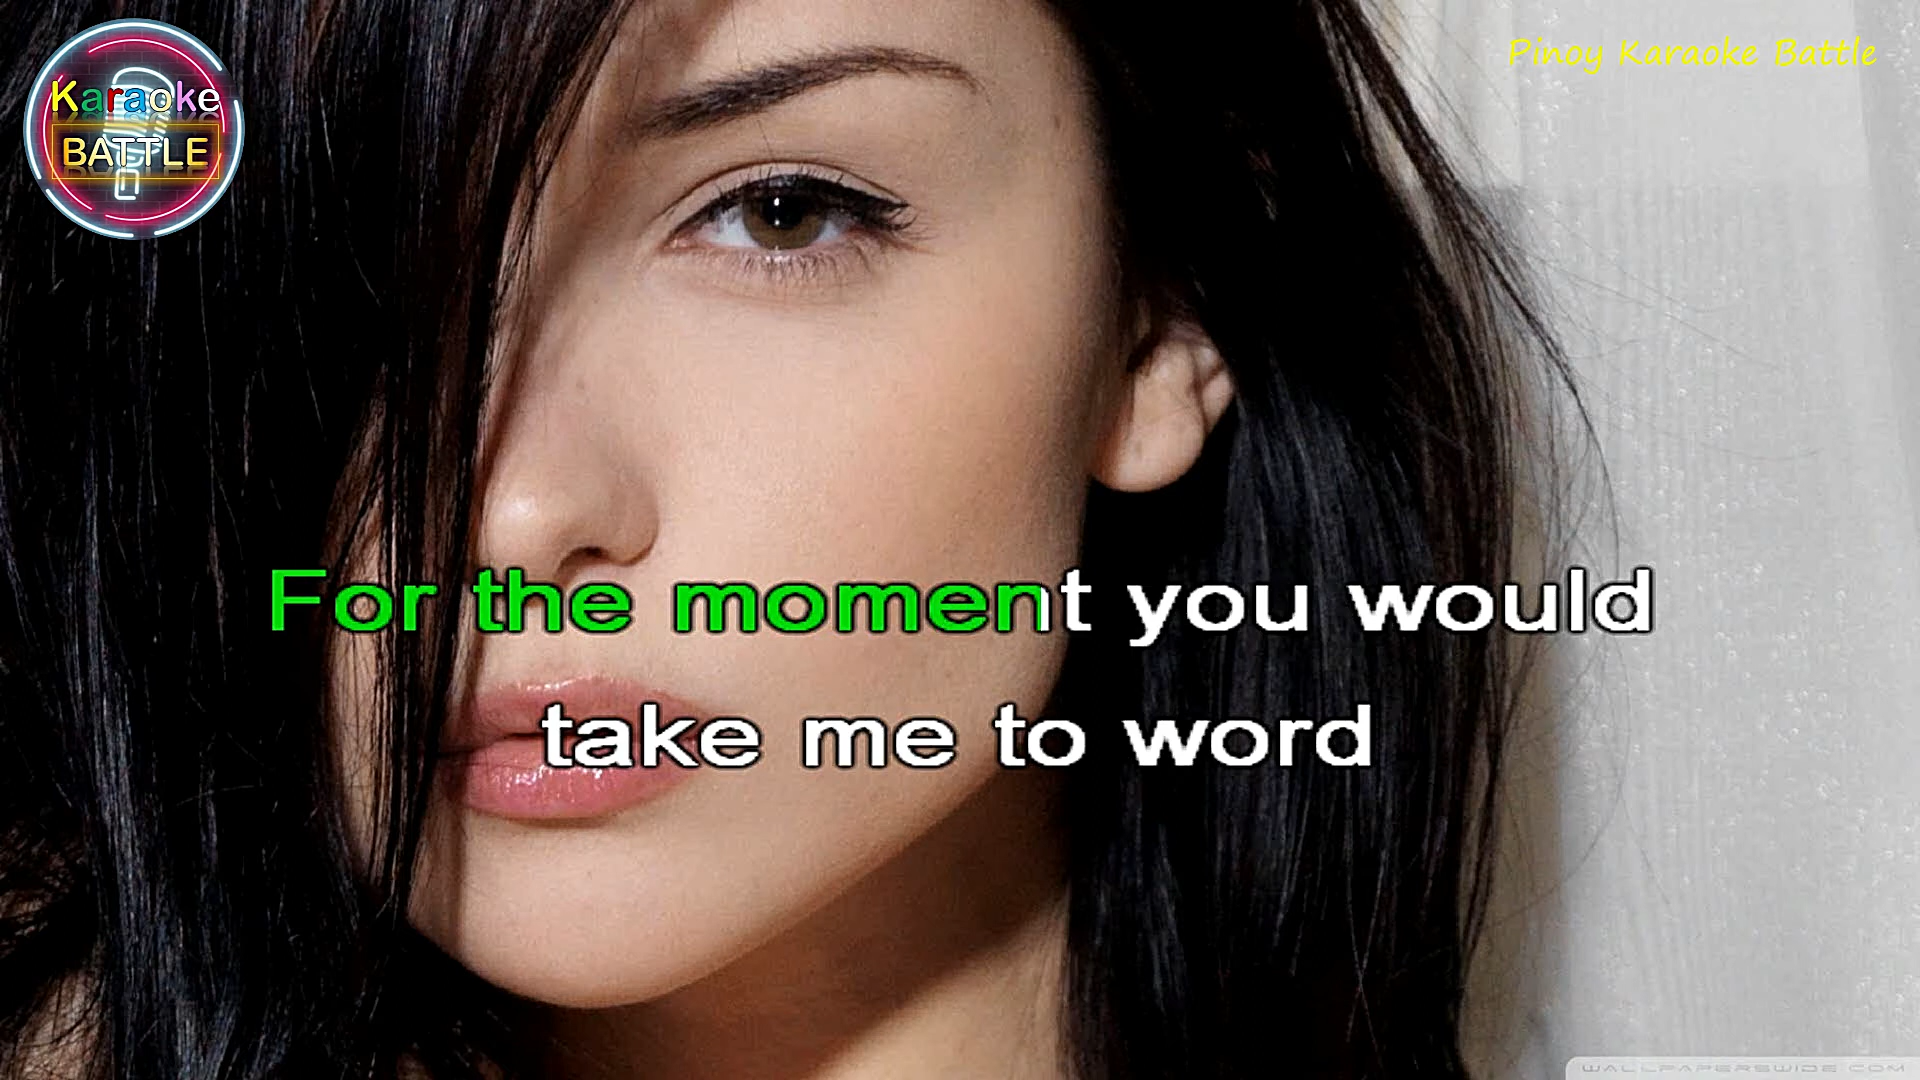 Karaoke
BATTLE
Pinoy Karaoke Battle
For the moment you would
take me to word
WALLPAPERSWIDE.COM